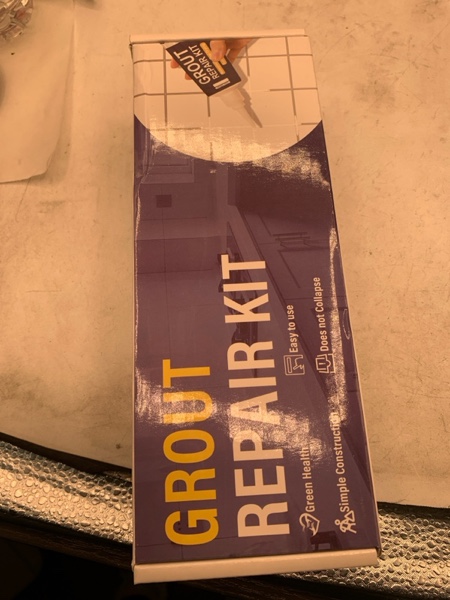 GROUT
REPAIR KIT
GROUT
REPAIR KIT
Easy to use
Does not Collapse
Green Health
Simple Construction